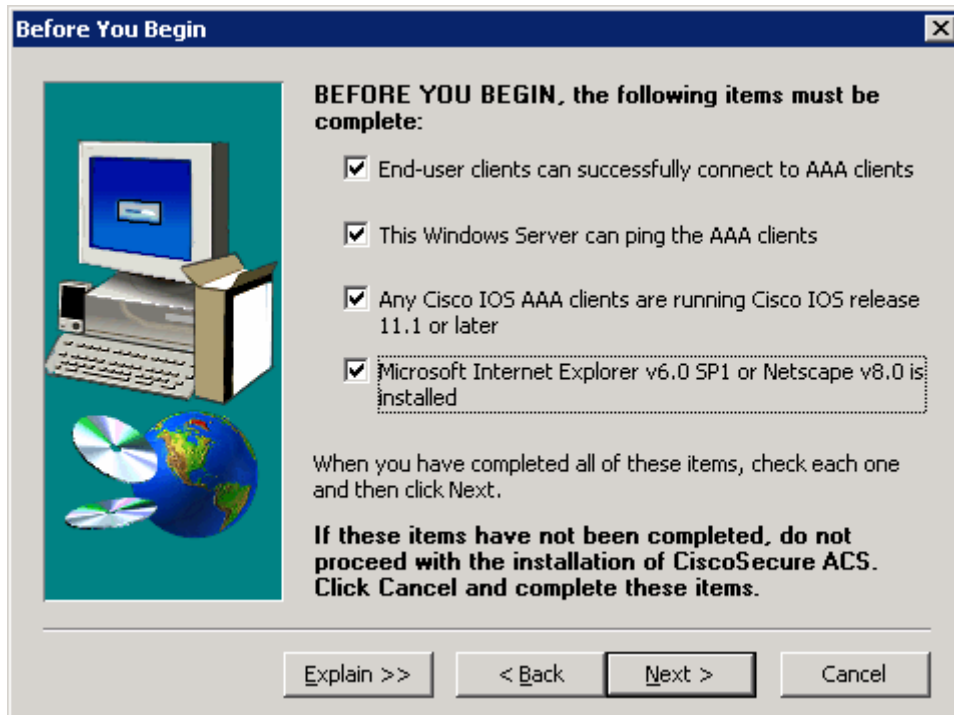 Before You Begin
BEFORE YOU BEGIN, the following items must be
complete:
End-user clients can successfully connect to AAA clients
This Windows Server can ping the AAA clients
Any Cisco IOS AAA clients are running Cisco IOS release
11.1 or later
Microsoft Internet Explorer v6.0 SP1 or Netscape v8.0 is
installed
When you have completed all of these items, check each one
and then click Next.
If these items have not been completed, do not
proceed with the installation of CiscoSecure ACS.
Click Cancel and complete these items.
Explain >>
< Back
Next >
Cancel